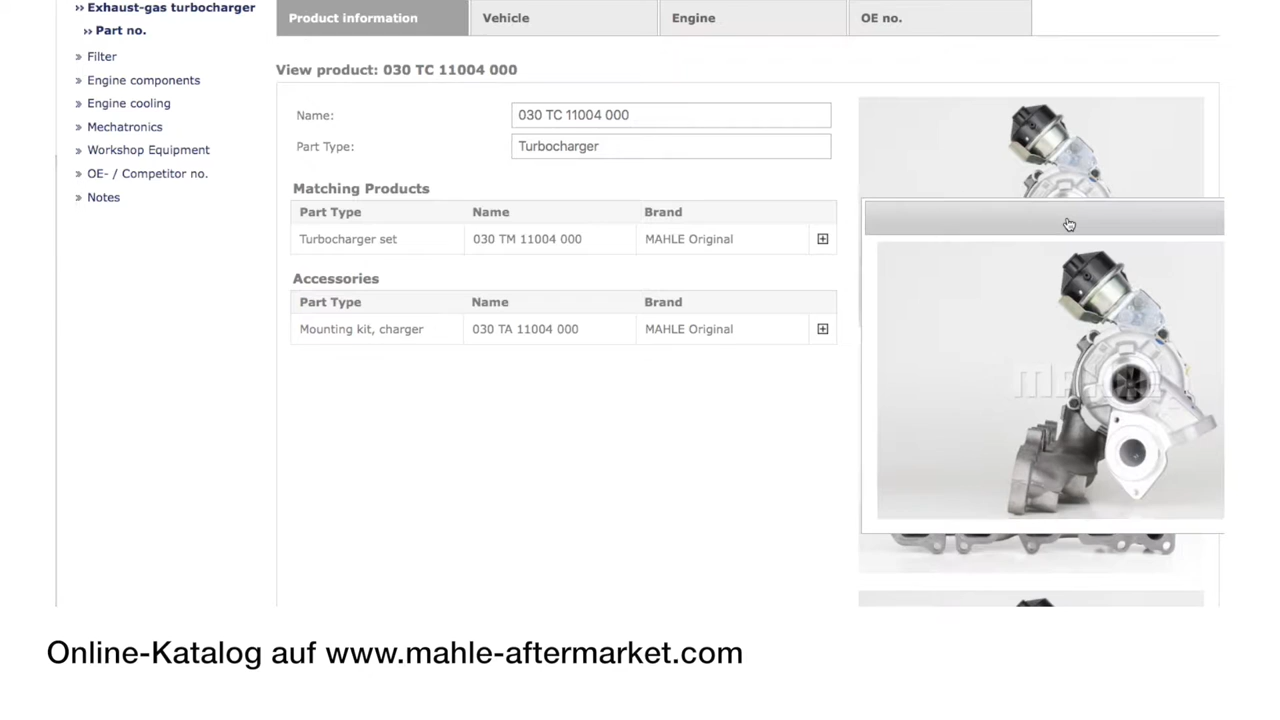 ›› Exhaust-gas turbocharger
›› Part no.
» Filter
» Engine components
» Engine cooling
» Mechatronics
» Workshop Equipment
» OE- / Competitor no.
» Notes
Product information Vehicle Engine OE no.
View product: 030 TC 11004 000
Name: 030 TC 11004 000
Part Type: Turbocharger
Matching Products
Part Type Name Brand
Turbocharger set 030 TM 11004 000 MAHLE Original
Accessories
Part Type Name Brand
Mounting kit, charger 030 TA 11004 000 MAHLE Original
MAHLE
Online-Katalog auf www.mahle-aftermarket.com